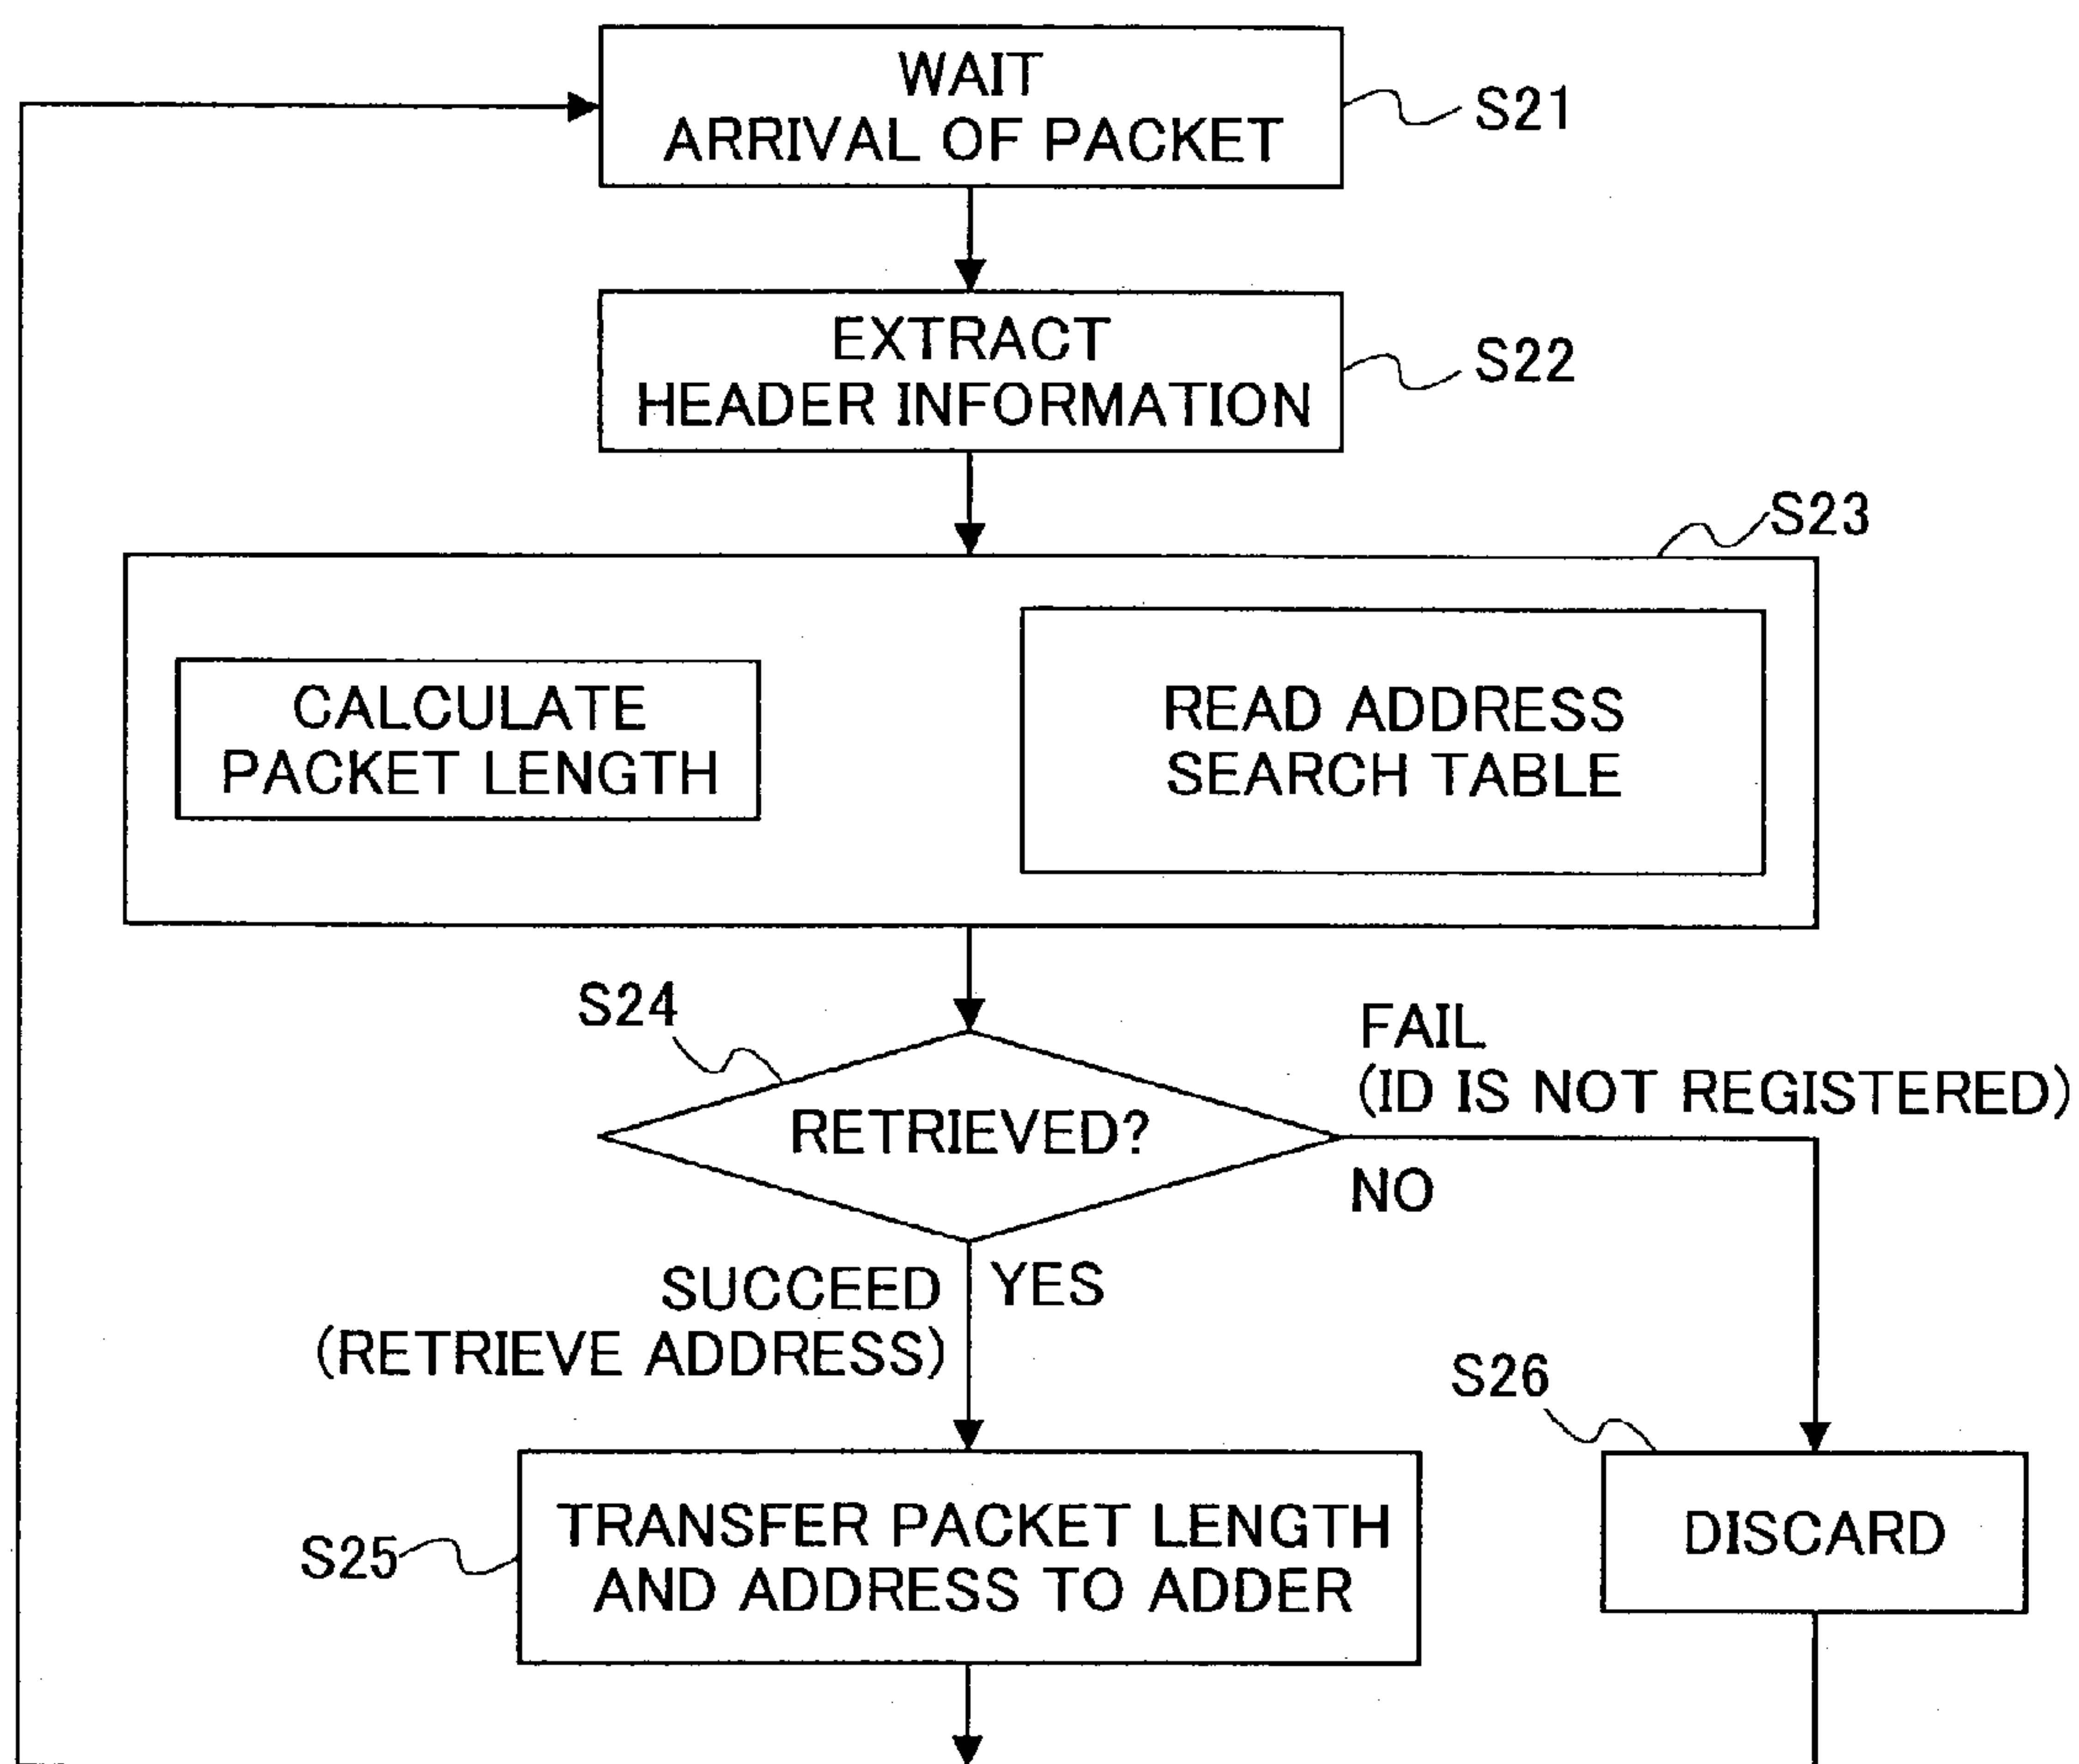 WAIT
ARRIVAL OF PACKET
S21
EXTRACT
HEADER INFORMATION
S22
S23
CALCULATE
PACKET LENGTH
READ ADDRESS
SEARCH TABLE
S24
RETRIEVED?
FAIL
(ID IS NOT REGISTERED)
NO
SUCCEED
(RETRIEVE ADDRESS)
YES
S25
TRANSFER PACKET LENGTH
AND ADDRESS TO ADDER
S26
DISCARD